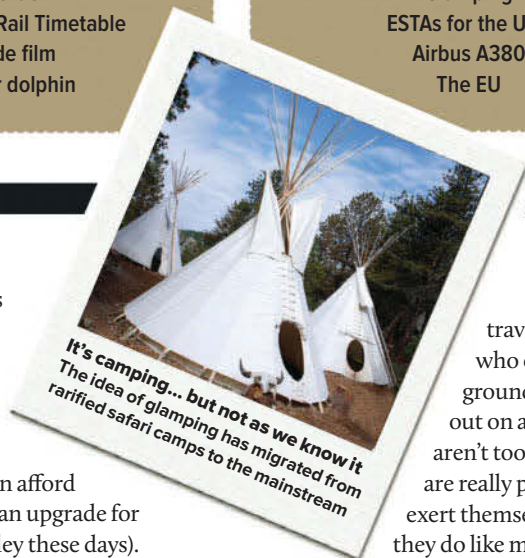 Rail Timetable
de film
dolphin
ESTAs for the U
Airbus A380
The EU
It's camping... but not as we know it
The idea of glamping has migrated from
rarified safari camps to the mainstream
s
n afford
an upgrade for
ley these days).
trav
who
ground
out on a
aren't too
are really p
exert themse
they do like m